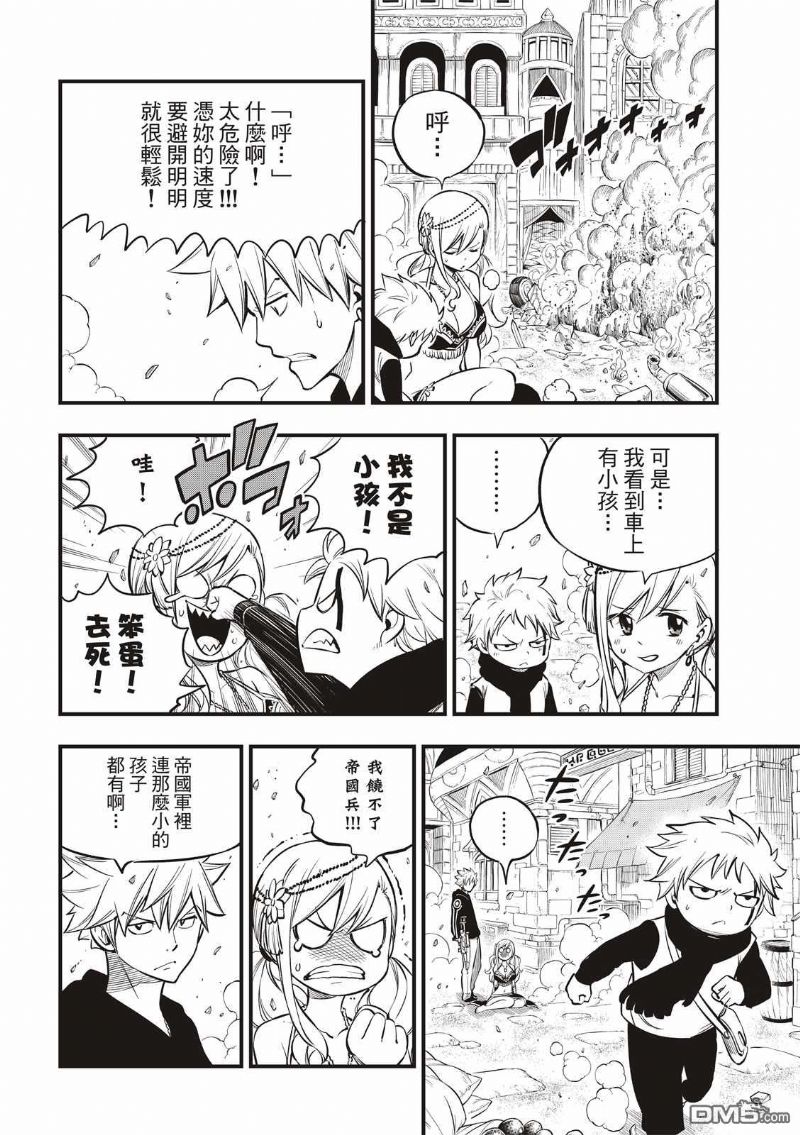 呼…
ゴオオオオ
「呼…」
什麼啊！
太危險了!!!
憑妳的速度
要避開明明
就很輕鬆！
可是…
我看到車上
有小孩…
……
我不是
小孩！
ボフォ
哇！
笨蛋！
去死！
……
たったったっ
我饒不了
帝國兵!!!
帝國軍裡
連那麼小的
孩子
都有啊…
DM5.com